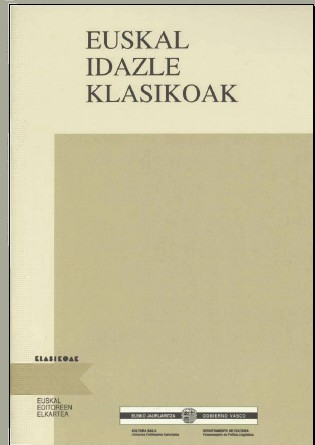 EUSKAL
IDAZLE
KLASIKOAK
KLASIKOAK
EUSKAL
EDITOREEN
ELKARTEA
EUSKO JAURLARITZA
GOBIERNO VASCO
KULTURA SAILA
DEPARTAMENTO DE CULTURA